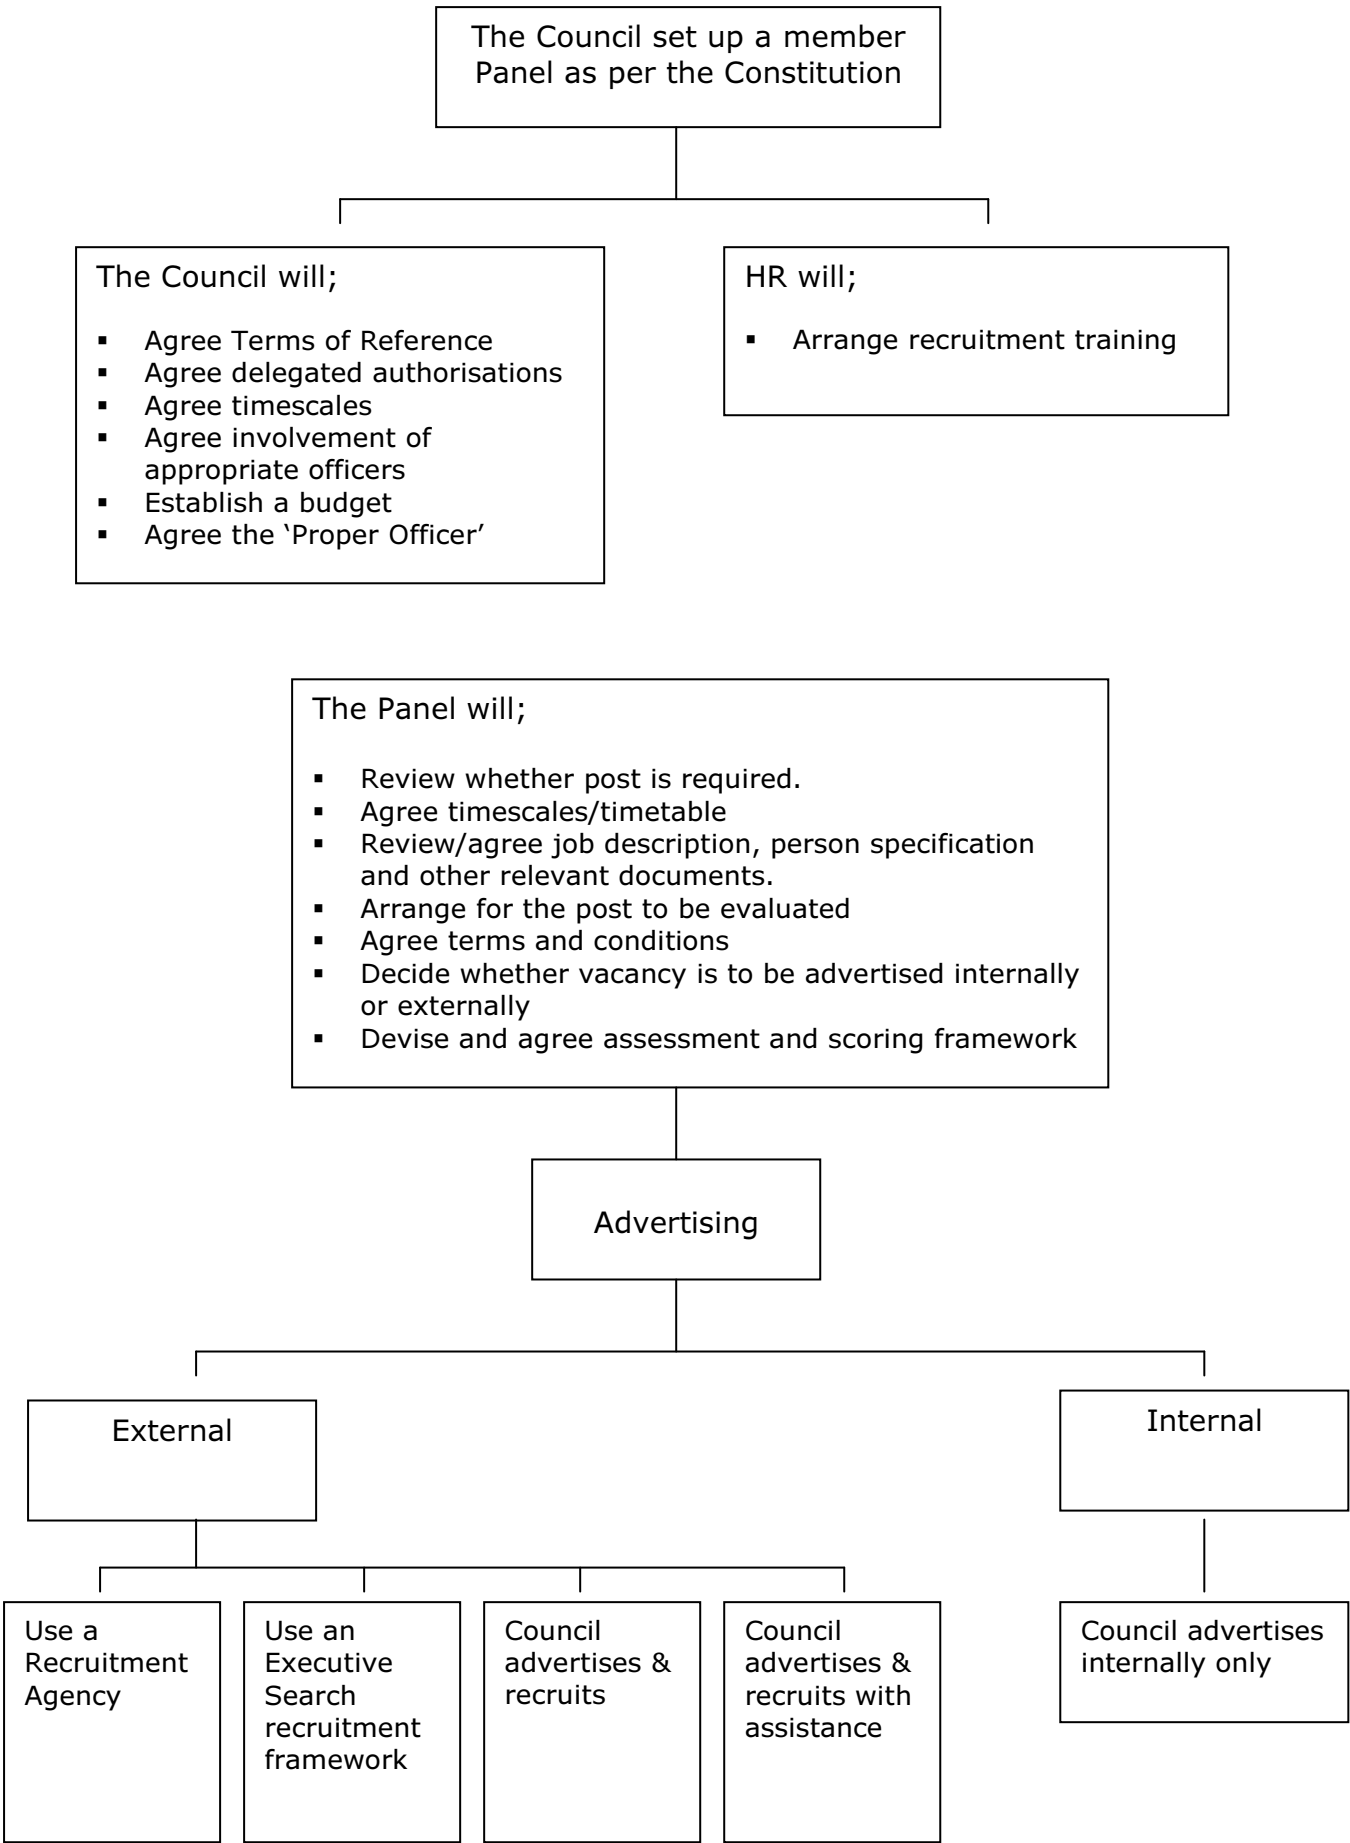 The Council set up a member
Panel as per the Constitution
The Council will;
▪ Agree Terms of Reference
▪ Agree delegated authorisations
▪ Agree timescales
▪ Agree involvement of
appropriate officers
▪ Establish a budget
▪ Agree the ‘Proper Officer’
HR will;
▪ Arrange recruitment training
The Panel will;
▪ Review whether post is required.
▪ Agree timescales/timetable
▪ Review/agree job description, person specification
and other relevant documents.
▪ Arrange for the post to be evaluated
▪ Agree terms and conditions
▪ Decide whether vacancy is to be advertised internally
or externally
▪ Devise and agree assessment and scoring framework
Advertising
External
Internal
Use a
Recruitment
Agency
Use an
Executive
Search
recruitment
framework
Council
advertises &
recruits
Council
advertises &
recruits with
assistance
Council advertises
internally only